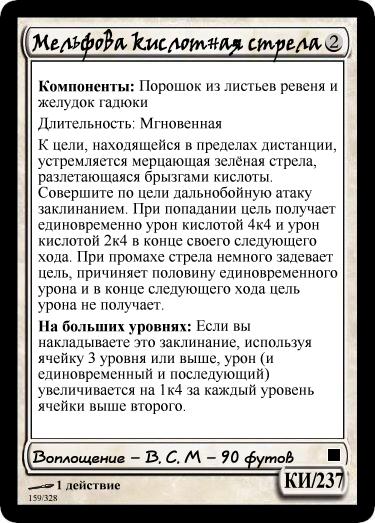 Мельфова кислотная стрела 2
Компоненты: Порошок из листьев ревеня и
желудок гадюки
Длительность: Мгновенная
К цели, находящейся в пределах дистанции,
устремляется мерцающая зелёная стрела,
разлетающаяся брызгами кислоты.
Совершите по цели дальнобойную атаку
заклинанием. При попадании цель получает
единовременно урон кислотой 4к4 и урон
кислотой 2к4 в конце своего следующего
хода. При промахе стрела немного задевает
цель, причиняет половину единовременного
урона и в конце следующего хода цель
урона не получает.
На больших уровнях: Если вы
накладываете это заклинание, используя
ячейку 3 уровня или выше, урон (и
единовременный и последующий)
увеличивается на 1к4 за каждый уровень
ячейки выше второго.
Воплощение – В, С, М – 90 футов
КИ/237
1 действие
159/328